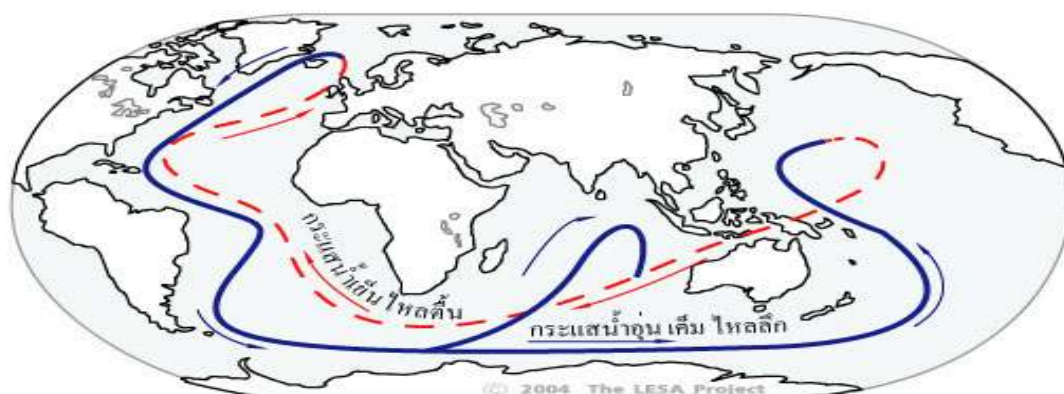 กระแสน้ำเย็น ไหลตื้น
กระแสน้ำอุ่น เค็ม ไหลลึก
(C) 2004 The LESA Project